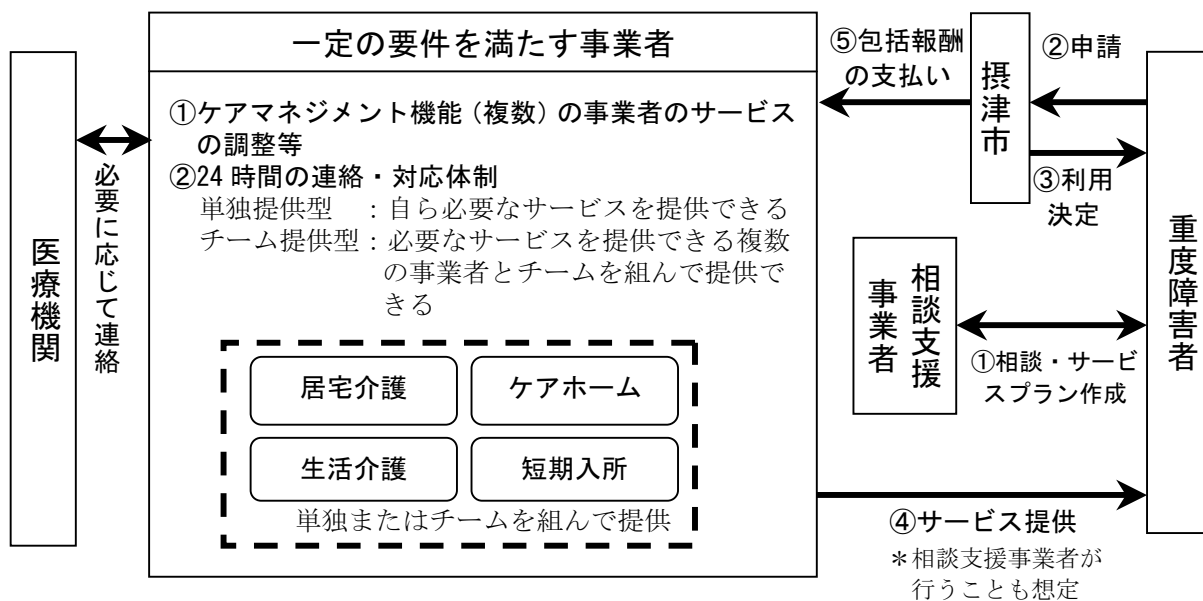 一定の要件を満たす事業者
①ケアマネジメント機能(複数)の事業者のサービス
の調整等
②24時間の連絡・対応体制
単独提供型　：自ら必要なサービスを提供できる
チーム提供型：必要なサービスを提供できる複数
の事業者とチームを組んで提供で
きる
居宅介護
ケアホーム
生活介護
短期入所
単独またはチームを組んで提供
医療機関
必要に応じて連絡
⑤包括報酬
の支払い
摂津市
②申請
③利用
決定
相談支援
事業者
①相談・サービ
スプラン作成
重度障害者
④サービス提供
＊相談支援事業者が
行うことも想定